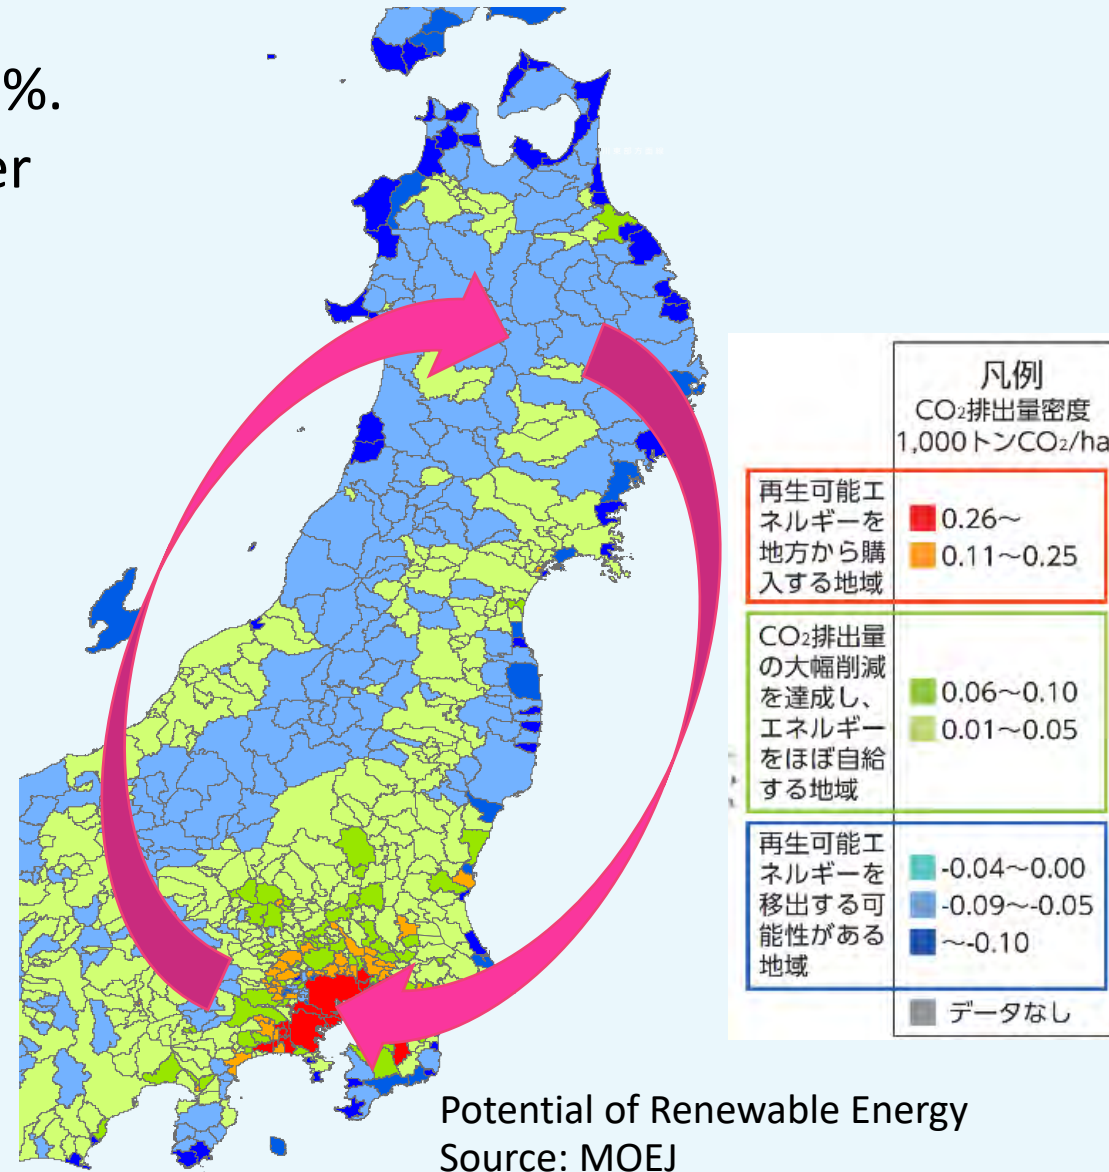 %.
er
凡例
CO₂排出量密度
1,000トンCO₂/ha
再生可能エ
ネルギーを
地方から購
入する地域
0.26～
0.11～0.25
CO₂排出量
の大幅削減
を達成し、
エネルギー
をほぼ自給
する地域
0.06～0.10
0.01～0.05
再生可能エ
ネルギーを
移出する可
能性がある
地域
-0.04～0.00
-0.09～-0.05
～-0.10
データなし
Potential of Renewable Energy
Source: MOEJ